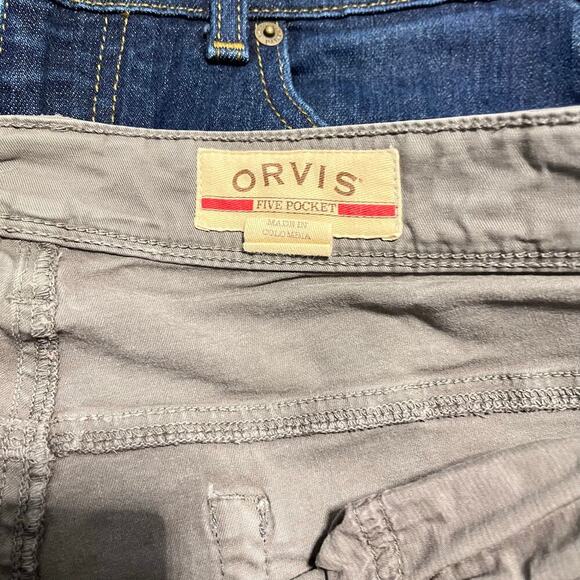 ORVIS
FIVE POCKET
MADE IN
COLOMBIA